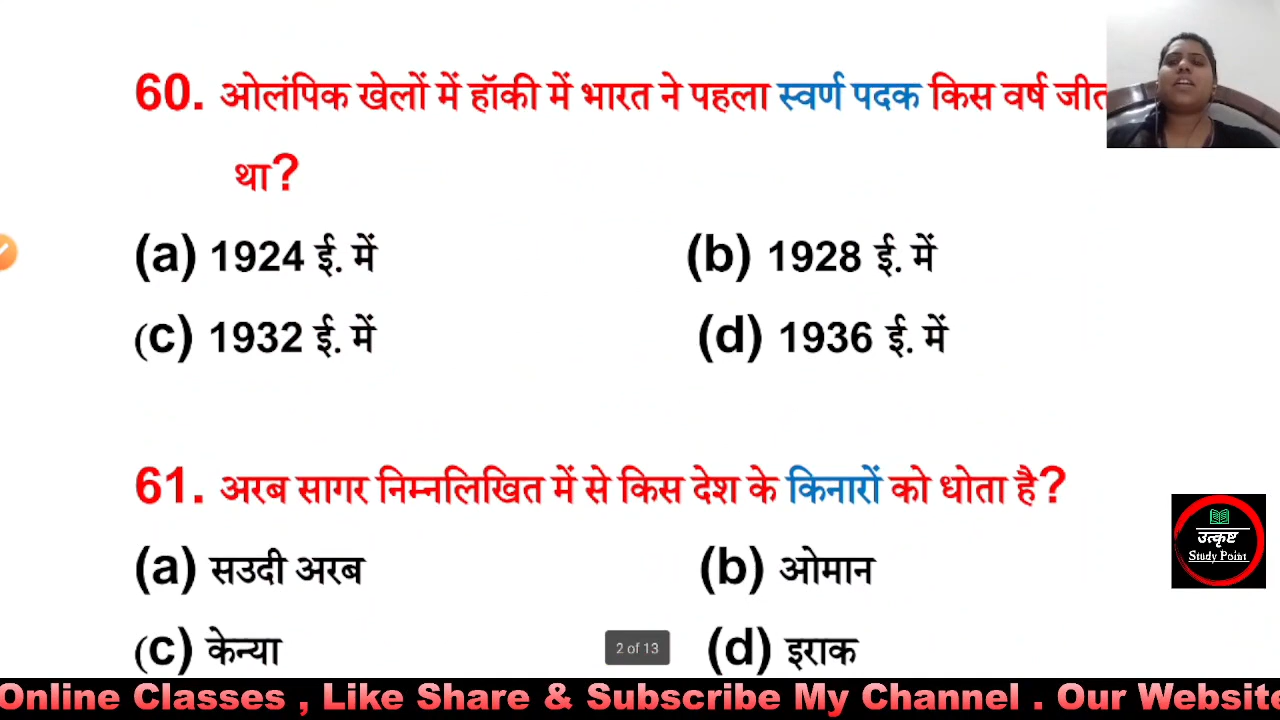 60. ओलंपिक खेलों में हॉकी में भारत ने पहला स्वर्ण पदक किस वर्ष जीत
था?
(a) 1924 ई. में (b) 1928 ई. में
(c) 1932 ई. में (d) 1936 ई. में
61. अरब सागर निम्नलिखित में से किस देश के किनारों को धोता है?
उत्कृष्ट
Study Point
(a) सउदी अरब (b) ओमान
(c) केन्या (d) इराक
2 of 13
Online Classes , Like Share & Subscribe My Channel . Our Website